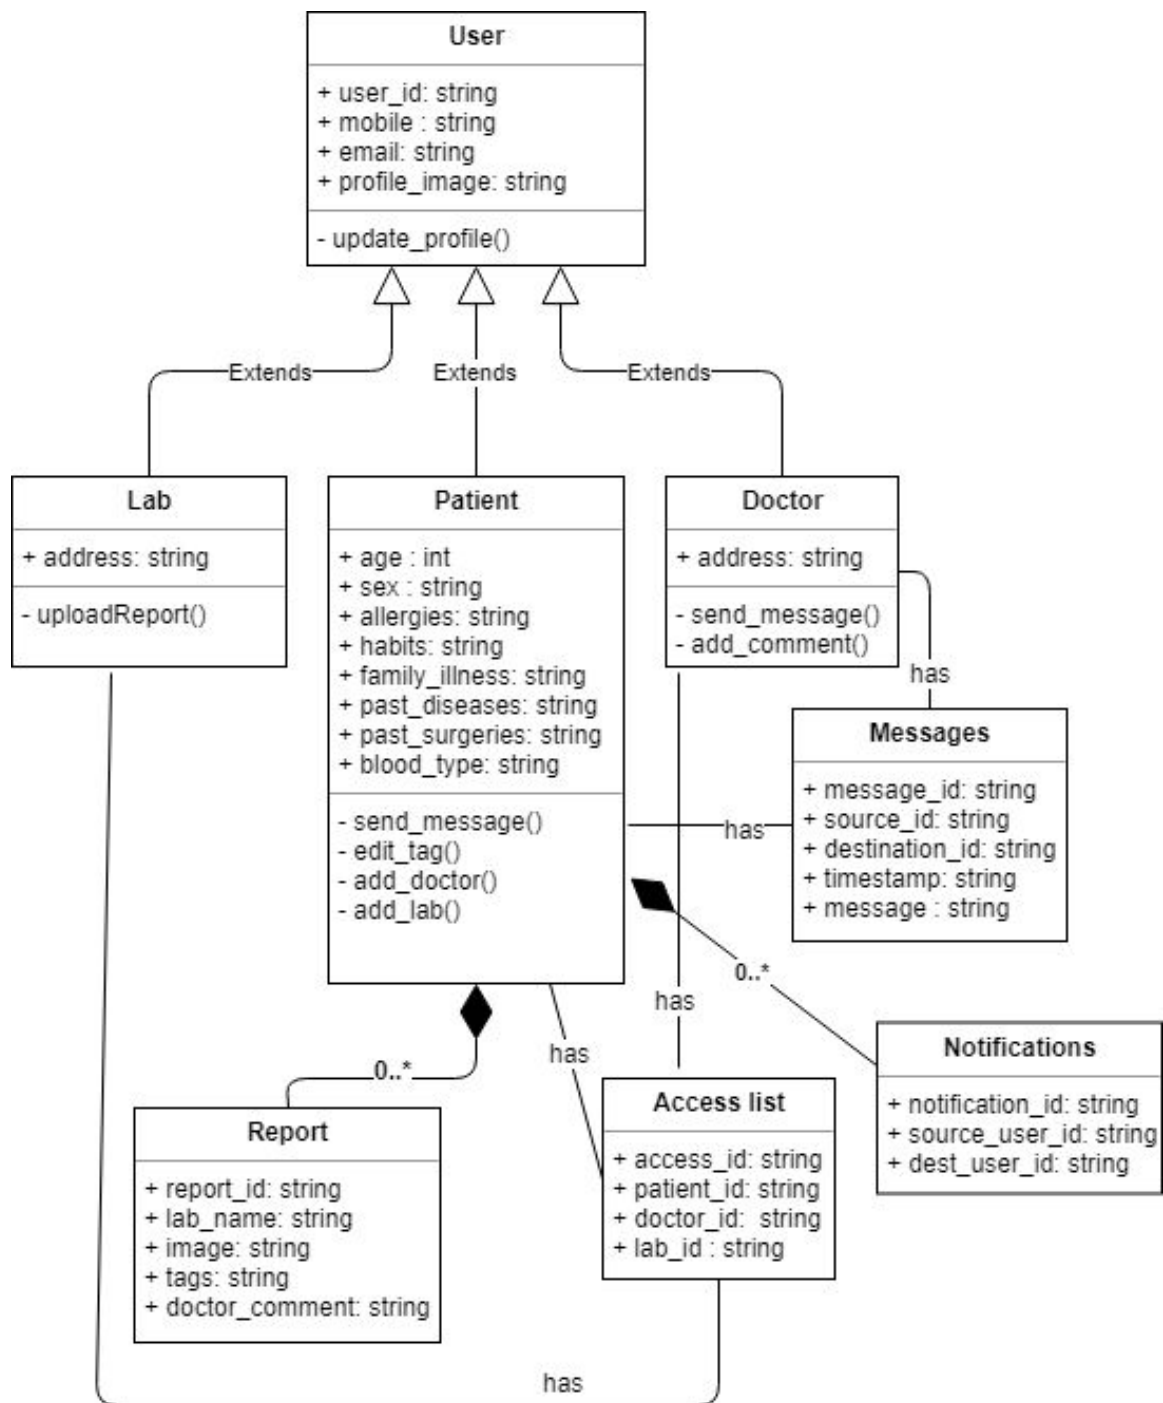 User
+ user_id: string
+ mobile : string
+ email: string
+ profile_image: string
- update_profile()
Extends
Extends
Extends
Lab
+ address: string
- uploadReport()
Patient
+ age : int
+ sex : string
+ allergies: string
+ habits: string
+ family_illness: string
+ past_diseases: string
+ past_surgeries: string
+ blood_type: string
- send_message()
- edit_tag()
- add_doctor()
- add_lab()
Doctor
+ address: string
- send_message()
- add_comment()
has
Messages
+ message_id: string
+ source_id: string
+ destination_id: string
+ timestamp: string
+ message : string
has
0..*
has
has
0..*
Notifications
+ notification_id: string
+ source_user_id: string
+ dest_user_id: string
Access list
+ access_id: string
+ patient_id: string
+ doctor_id:  string
+ lab_id : string
Report
+ report_id: string
+ lab_name: string
+ image: string
+ tags: string
+ doctor_comment: string
has